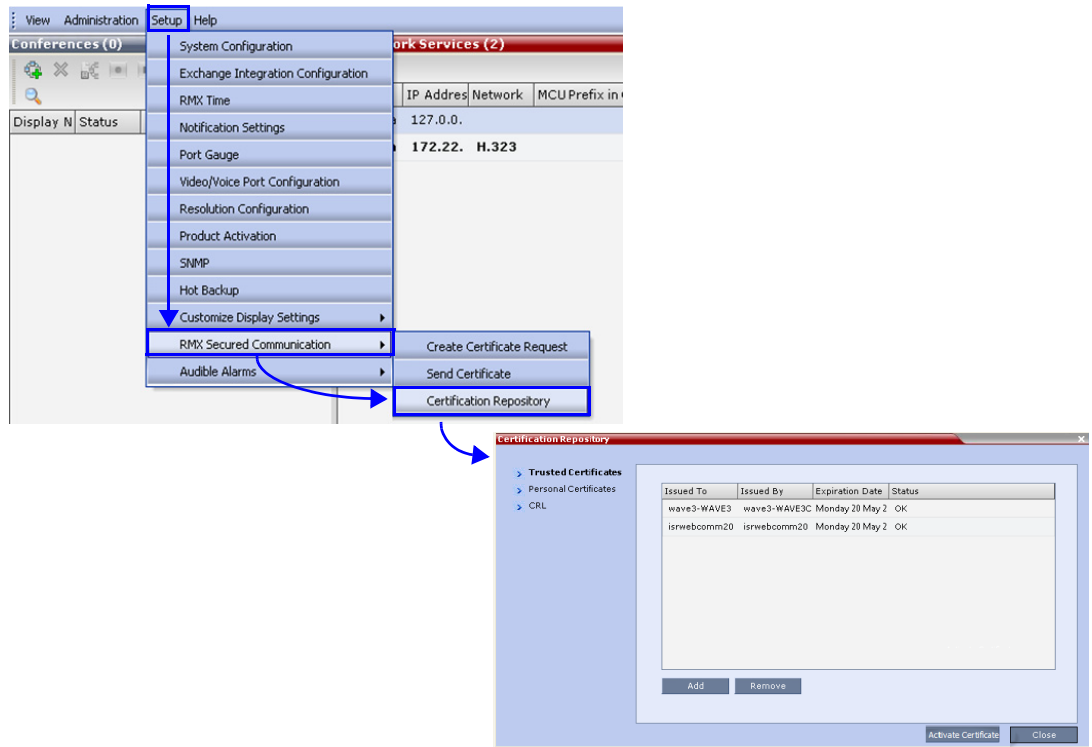 View Administration Setup Help
Conferences (0)
ork Services (2)
IP Addres Network MCU Prefix in
Display N Status
127.0.0.
172.22. H.323
System Configuration
Exchange Integration Configuration
RMX Time
Notification Settings
Port Gauge
Video/Voice Port Configuration
Resolution Configuration
Product Activation
SNMP
Hot Backup
Customize Display Settings
RMX Secured Communication
Audible Alarms
Create Certificate Request
Send Certificate
Certification Repository
Certification Repository
Trusted Certificates
Personal Certificates
CRL
Issued To Issued By Expiration Date Status
wave3-WAVE3 wave3-WAVE3C Monday 20 May 2 OK
isrwebcomm20 isrwebcomm20 Monday 20 May 2 OK
Add Remove
Activate Certificate Close